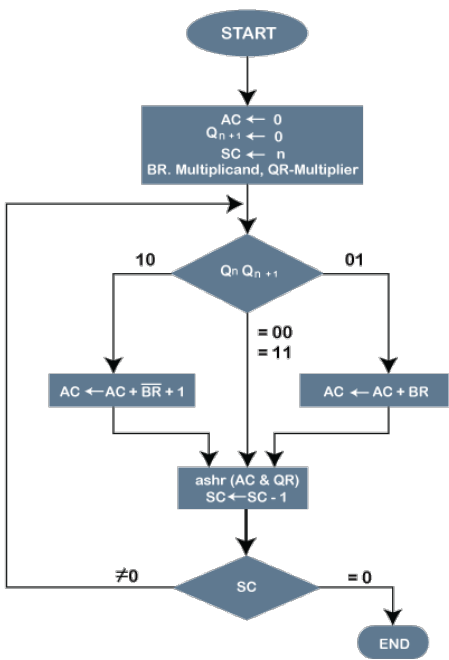 START
AC ← 0
Qn+1 ← 0
SC ← n
BR. Multiplicand, QR-Multiplier
10
Qn Qn+1
01
= 00
= 11
AC ← AC + B̅R̅ + 1
AC ← AC + BR
ashr (AC & QR)
SC ← SC - 1
≠0
SC
= 0
END